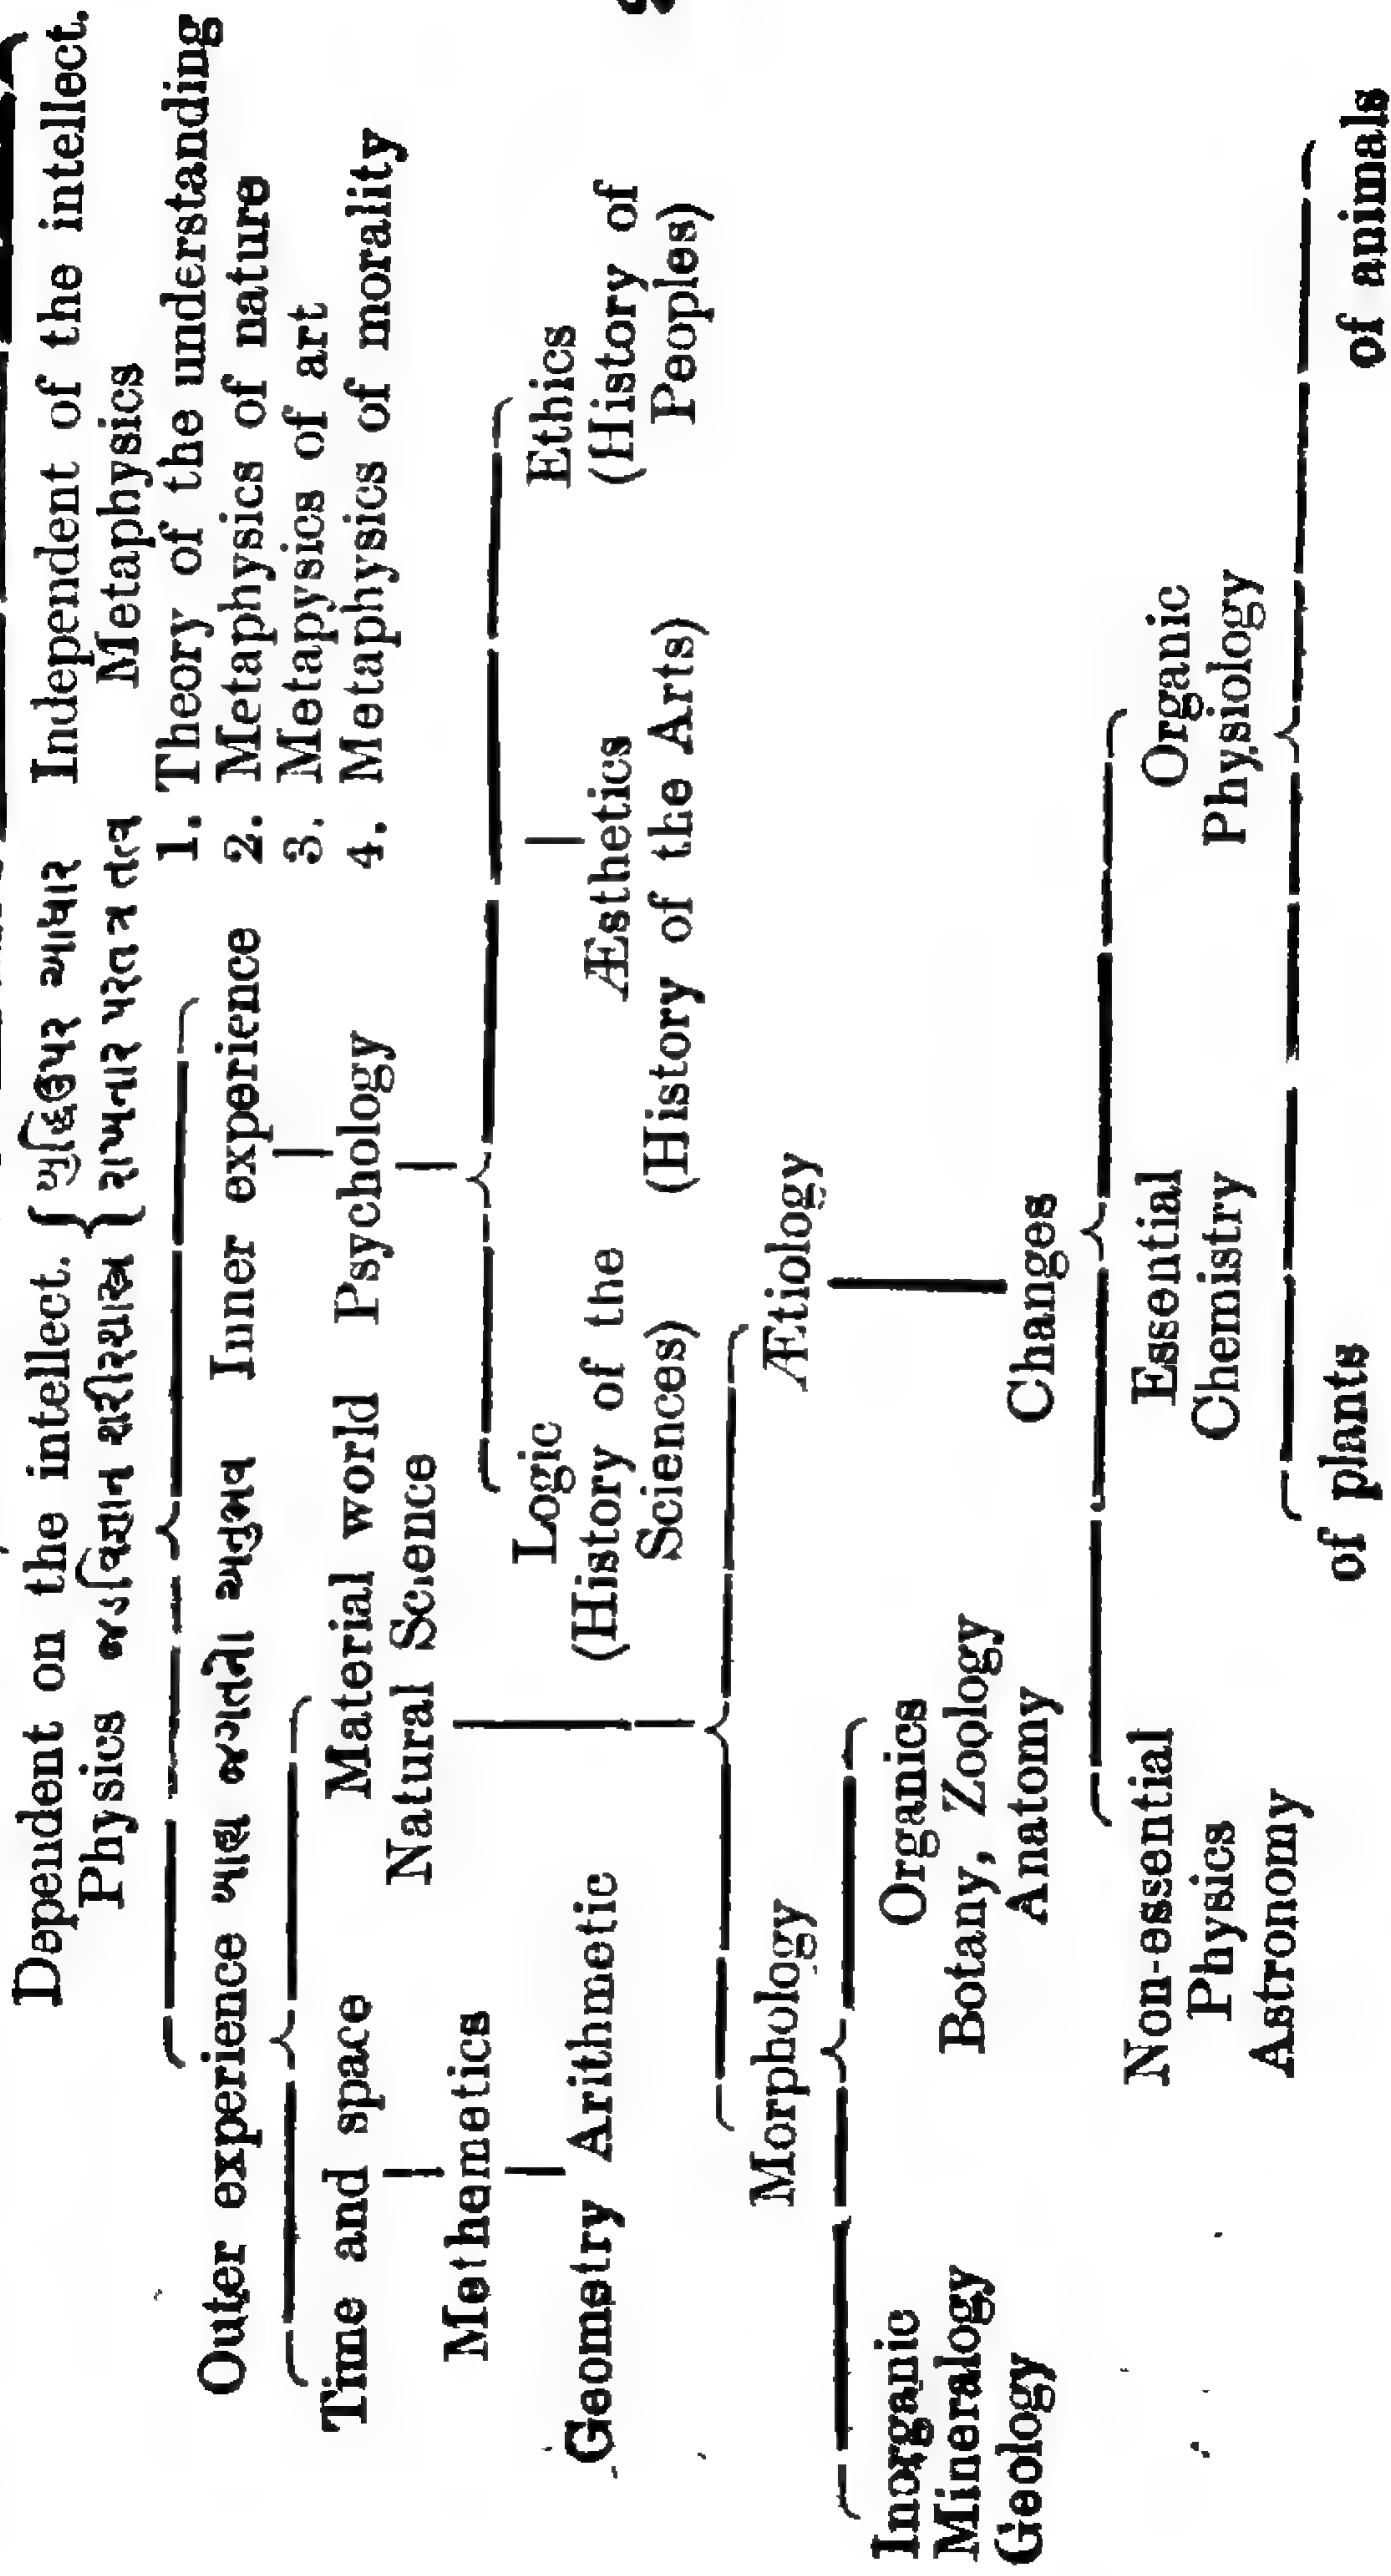 Dependent on the intellect. { બુદ્ધિઉપર આધાર Independent of the intellect.
Physics જડવિજ્ઞાન શરીરશાસ્ત્ર { રાખનાર પરતંત્ર તત્વ Metaphysics
1. Theory of the understanding
Outer experience બાહ્ય જગતનો અનુભવ Inner experience 2. Metaphysics of nature
3. Metapysics of art
Time and space Material world Psychology 4. Metaphysics of morality
Natural Science
Methemetics
Logic Æsthetics Ethics
(History of the (History of the Arts) (History of
Sciences) Peoples)
Geometry Arithmetic
Morphology Ætiology
Inorganic Organics
Mineralogy Botany, Zoology
Geology Anatomy Changes
Non-essential Essential Organic
Physics Chemistry Physiology
Astronomy
of plants of animals